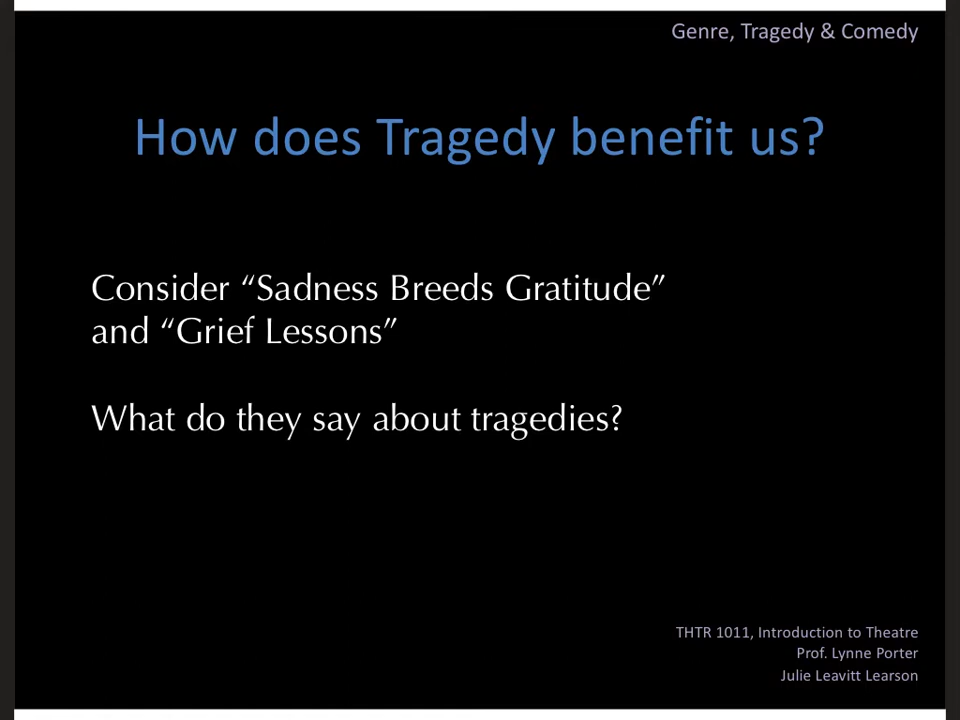 Genre, Tragedy & Comedy
How does Tragedy benefit us?
Consider “Sadness Breeds Gratitude”
and “Grief Lessons”
What do they say about tragedies?
THTR 1011, Introduction to Theatre
Prof. Lynne Porter
Julie Leavitt Learson